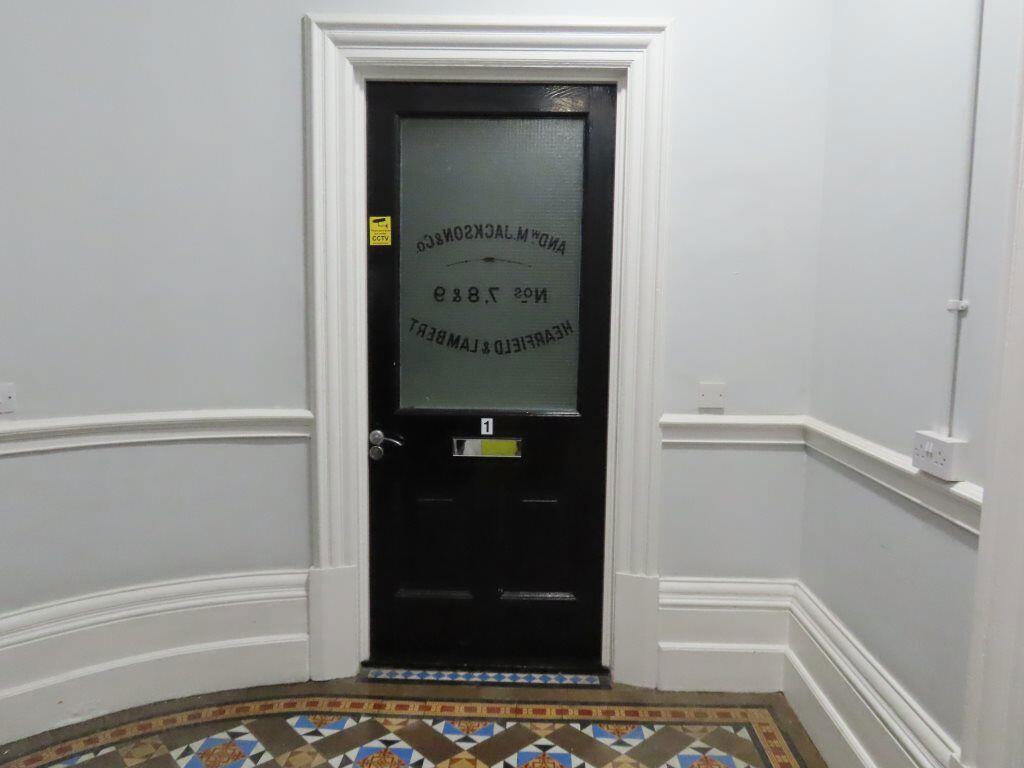 ANDW M. JACKSON & Co.
Nos 7, 8 & 9
HEARFIELD & LAMBERT
CCTV
1